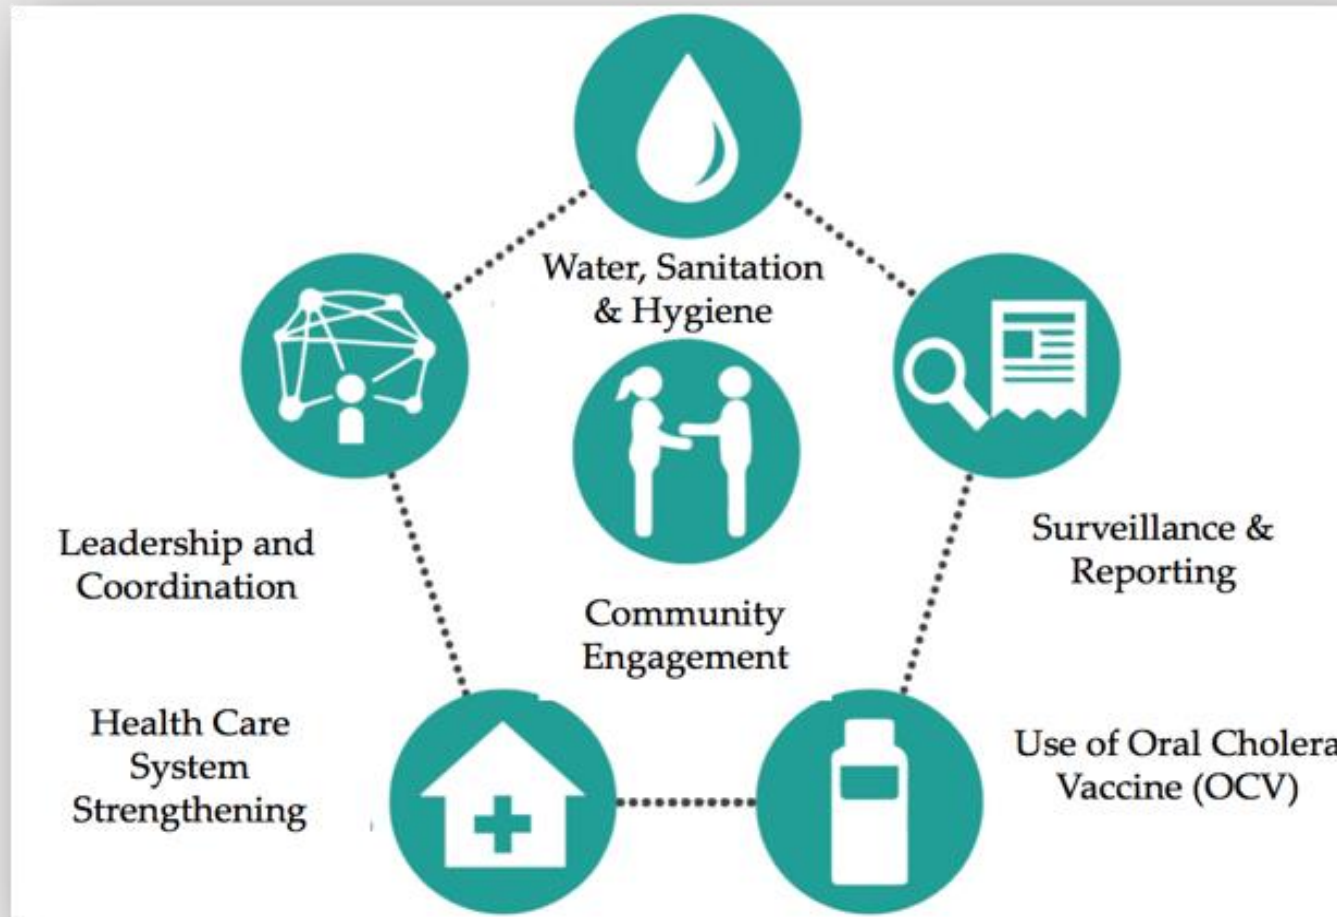 Water, Sanitation
& Hygiene
Leadership and
Coordination
Surveillance &
Reporting
Community
Engagement
Health Care
System
Strengthening
Use of Oral Cholera
Vaccine (OCV)